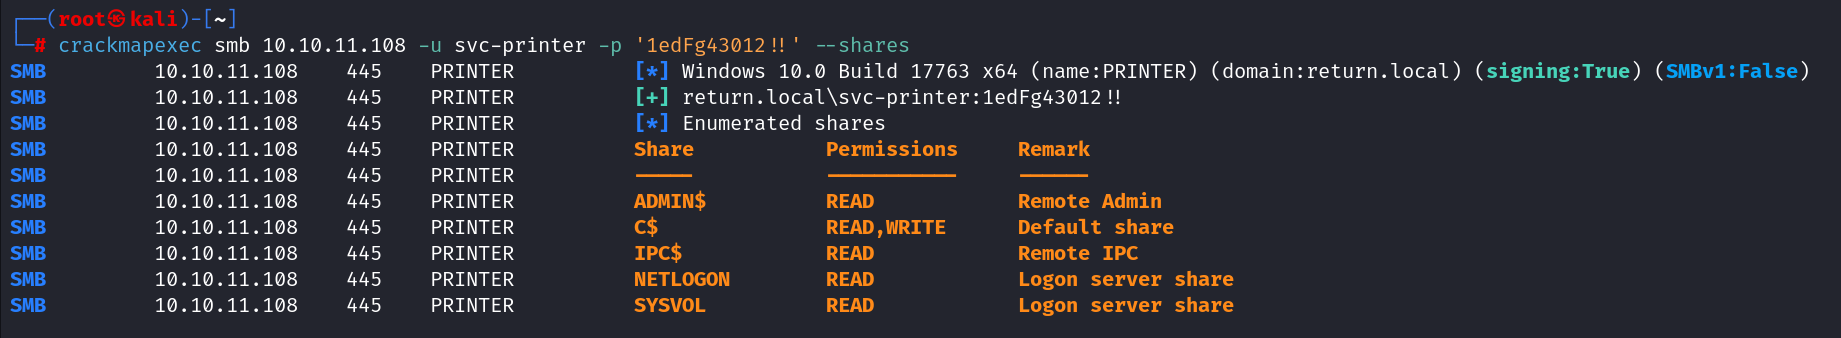 ┌──(root㉿kali)-[~]
└─# crackmapexec smb 10.10.11.108 -u svc-printer -p '1edFg43012!!' --shares
SMB 10.10.11.108 445 PRINTER [*] Windows 10.0 Build 17763 x64 (name:PRINTER) (domain:return.local) (signing:True) (SMBv1:False)
SMB 10.10.11.108 445 PRINTER [+] return.local\svc-printer:1edFg43012!!
SMB 10.10.11.108 445 PRINTER [*] Enumerated shares
SMB 10.10.11.108 445 PRINTER Share Permissions Remark
SMB 10.10.11.108 445 PRINTER ----- ----------- ------
SMB 10.10.11.108 445 PRINTER ADMIN$ READ Remote Admin
SMB 10.10.11.108 445 PRINTER C$ READ,WRITE Default share
SMB 10.10.11.108 445 PRINTER IPC$ READ Remote IPC
SMB 10.10.11.108 445 PRINTER NETLOGON READ Logon server share
SMB 10.10.11.108 445 PRINTER SYSVOL READ Logon server share